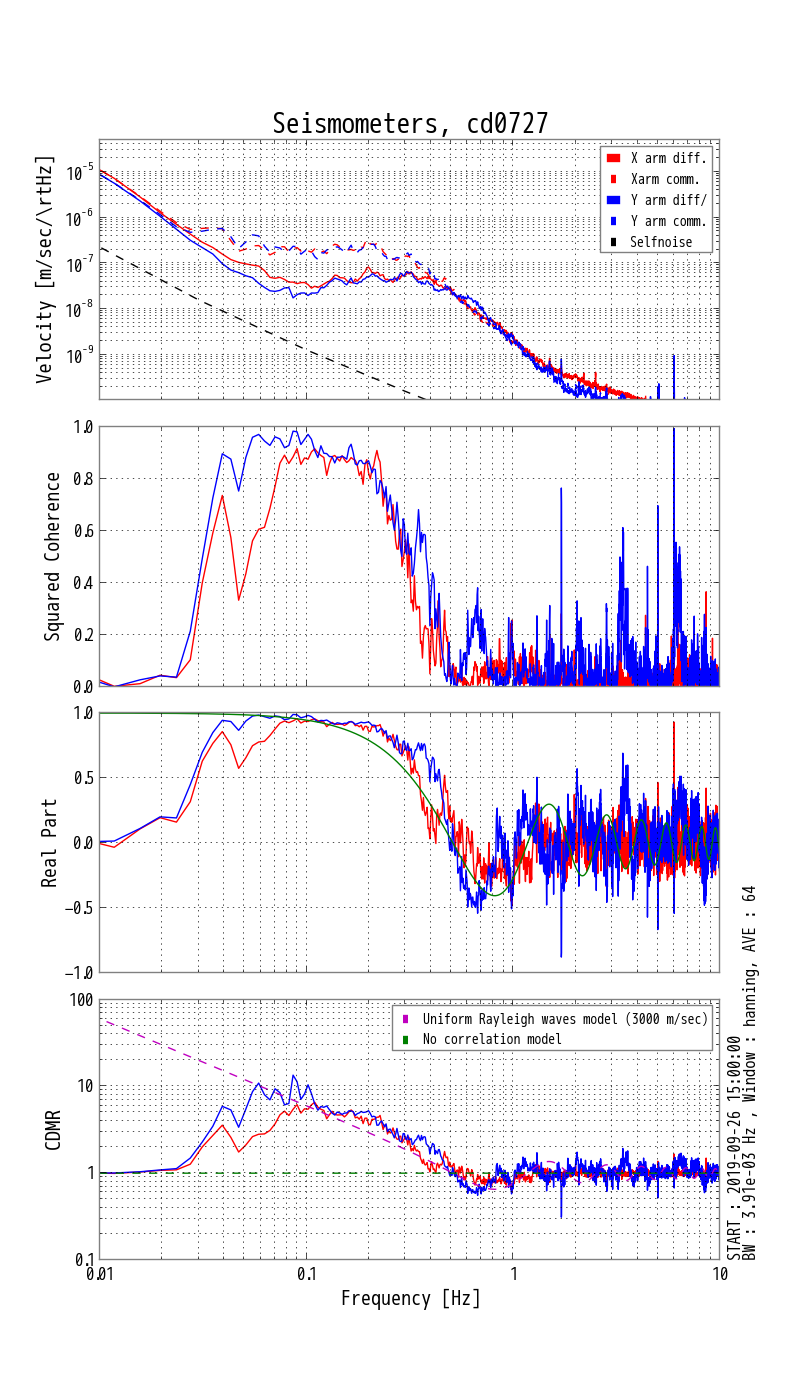 Seismometers, cd0727
Velocity [m/sec/\rtHz]
10^-5
10^-6
10^-7
10^-8
10^-9
X arm diff.
Xarm comm.
Y arm diff/
Y arm comm.
Selfnoise
Squared Coherence
1.0
0.8
0.6
0.4
0.2
0.0
Real Part
1.0
0.5
0.0
−0.5
−1.0
CDMR
100
10
1
0.1
Uniform Rayleigh waves model (3000 m/sec)
No correlation model
0.01 0.1 1 10
Frequency [Hz]
START : 2019-09-26 15:00:00
BW : 3.91e-03 Hz , Window : hanning, AVE : 64